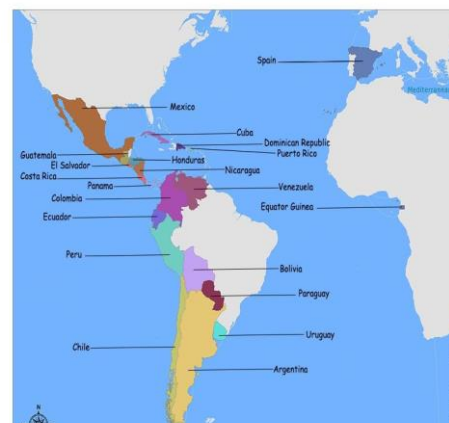 Spain
Mediterranean
Mexico
Cuba
Dominican Republic
Puerto Rico
Guatemala
Honduras
El Salvador
Nicaragua
Costa Rica
Panama
Venezuela
Colombia
Equator Guinea
Ecuador
Peru
Bolivia
Paraguay
Uruguay
Chile
Argentina
N